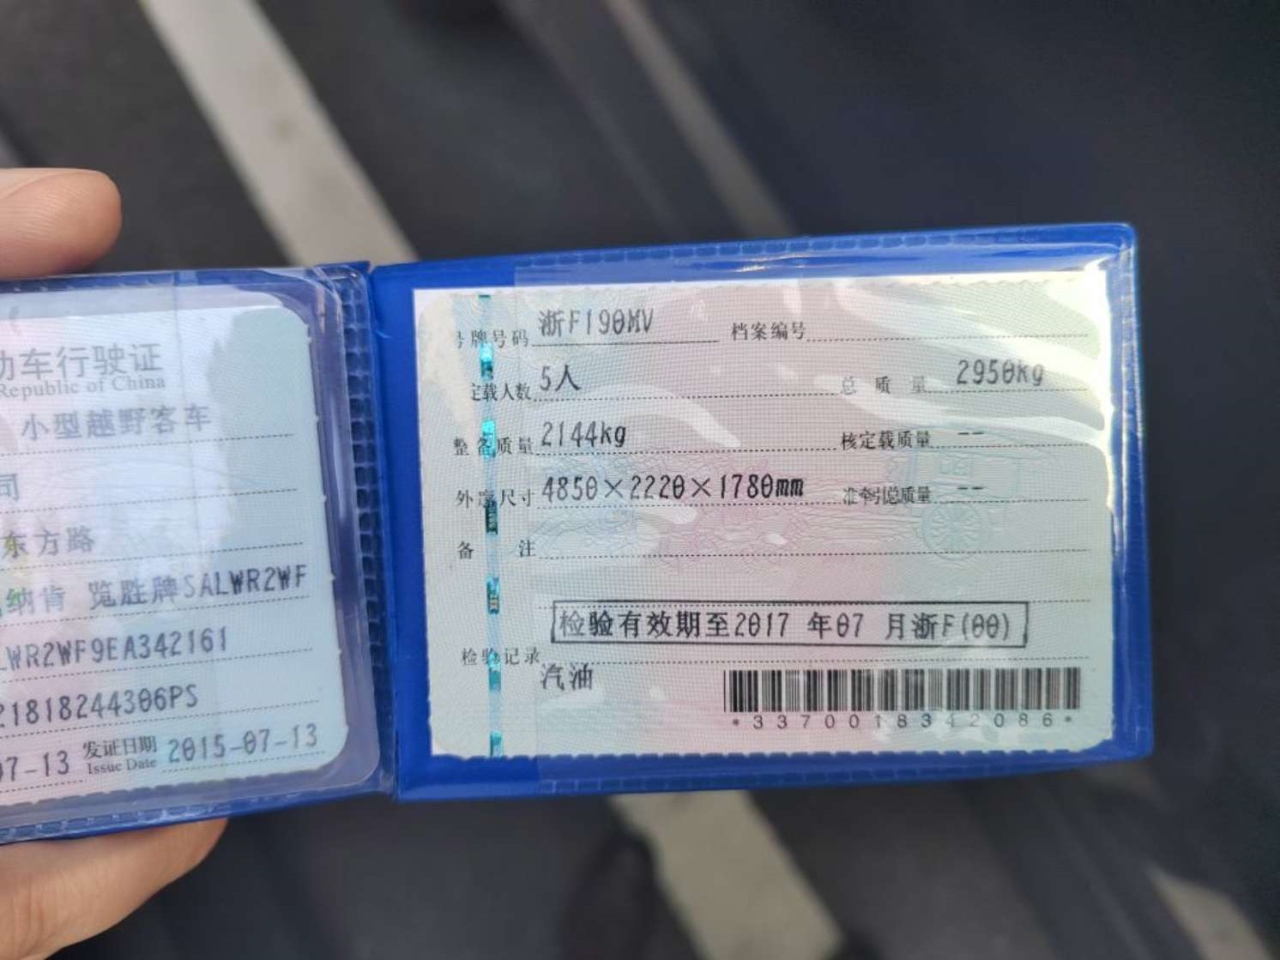 动车行驶证
Republic of China
小型越野客车
司
东方路
纳肯 览胜牌SALWR2WF
LWR2WF9EA342161
21818244306PS
07-13 发证日期 2015-07-13
Issue Date
号牌号码 浙F190MV 档案编号
定载人数 5人 总质量 2950kg
整备质量 2144kg 核定载质量 --
外廓尺寸 4850×2220×1780mm 准牵引总质量 --
备注
检验有效期至2017 年07 月浙F(00)
检验记录
汽油
*3370018342086*